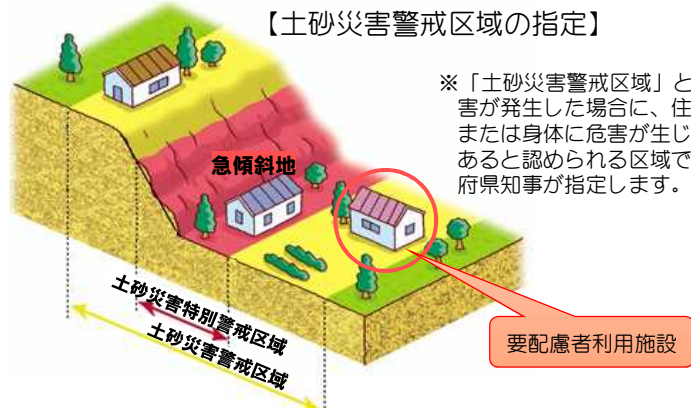 【土砂災害警戒区域の指定】
※「土砂災害警戒区域」と
害が発生した場合に、住
または身体に危害が生じ
あると認められる区域で
府県知事が指定します。
急傾斜地
土砂災害特別警戒区域
土砂災害警戒区域
要配慮者利用施設